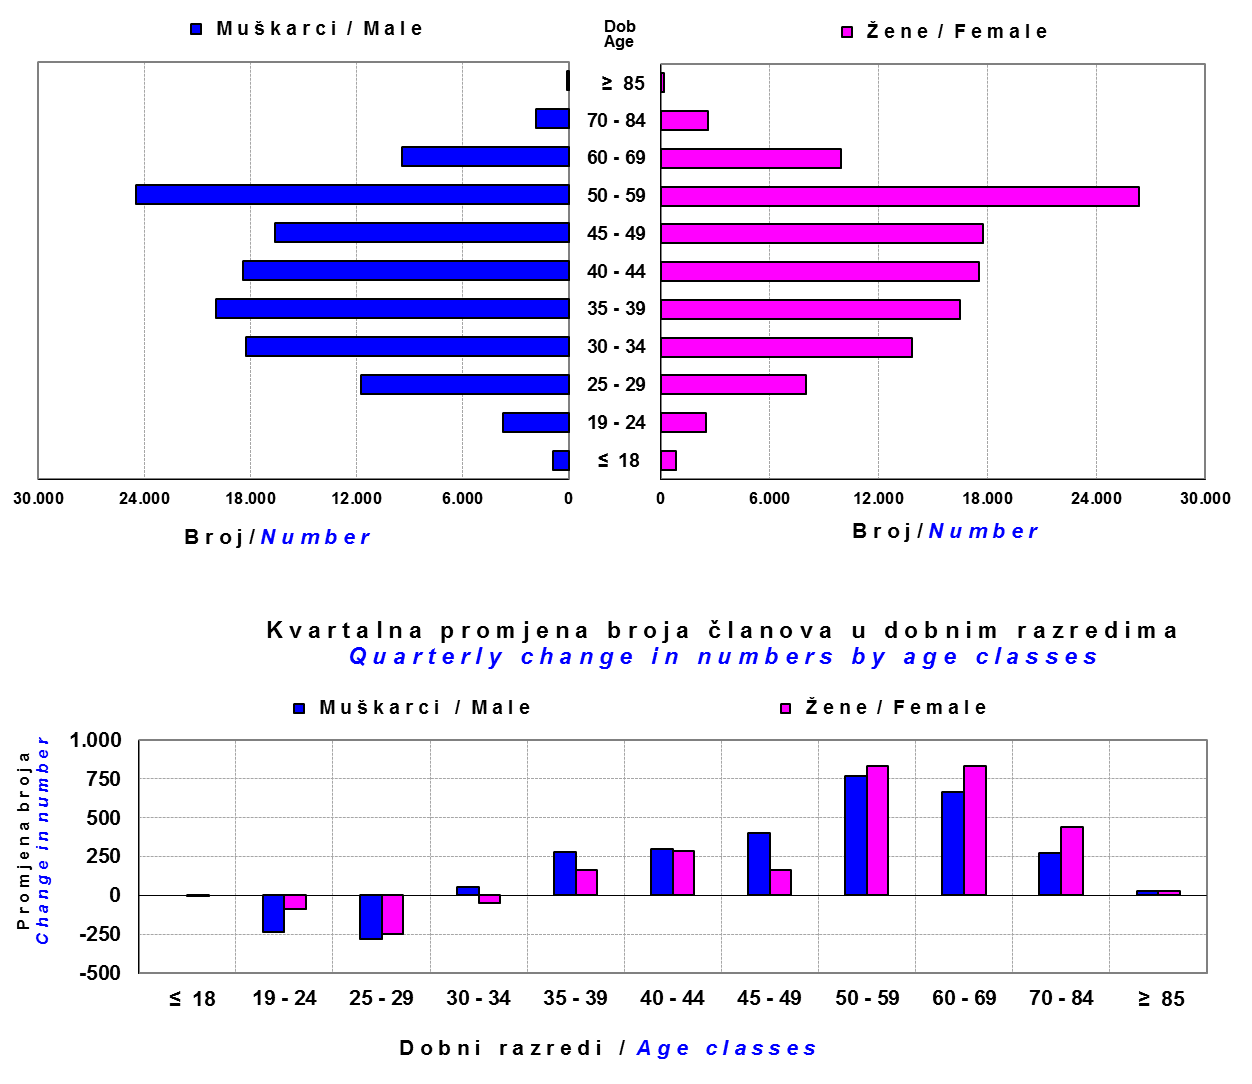 Muškarci / Male
Dob
Age
Žene / Female
≥ 85
70 - 84
60 - 69
50 - 59
45 - 49
40 - 44
35 - 39
30 - 34
25 - 29
19 - 24
≤ 18
30.000 24.000 18.000 12.000 6.000 0
0 6.000 12.000 18.000 24.000 30.000
Broj/Number
Broj/Number
Kvartalna promjena broja članova u dobnim razredima
Quarterly change in numbers by age classes
Muškarci / Male
Žene / Female
Promjena broja
Change in number
1.000
750
500
250
0
-250
-500
≤ 18 19 - 24 25 - 29 30 - 34 35 - 39 40 - 44 45 - 49 50 - 59 60 - 69 70 - 84 ≥ 85
Dobni razredi / Age classes